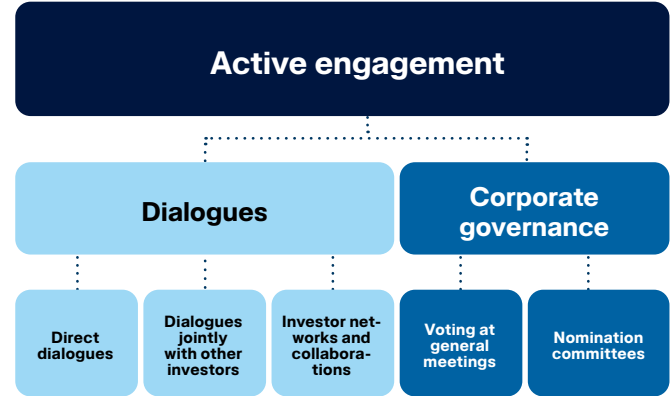 Active engagement
Dialogues
Corporate
governance
Direct
dialogues
Dialogues
jointly
with other
investors
Investor net-
works and
collabora-
tions
Voting at
general
meetings
Nomination
committees